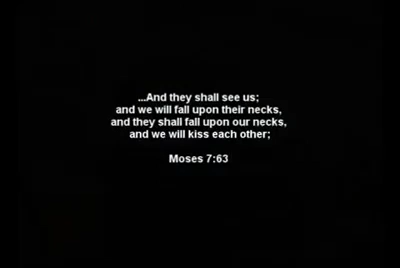 ...And they shall see us;
and we will fall upon their necks,
and they shall fall upon our necks,
and we will kiss each other;
Moses 7:63